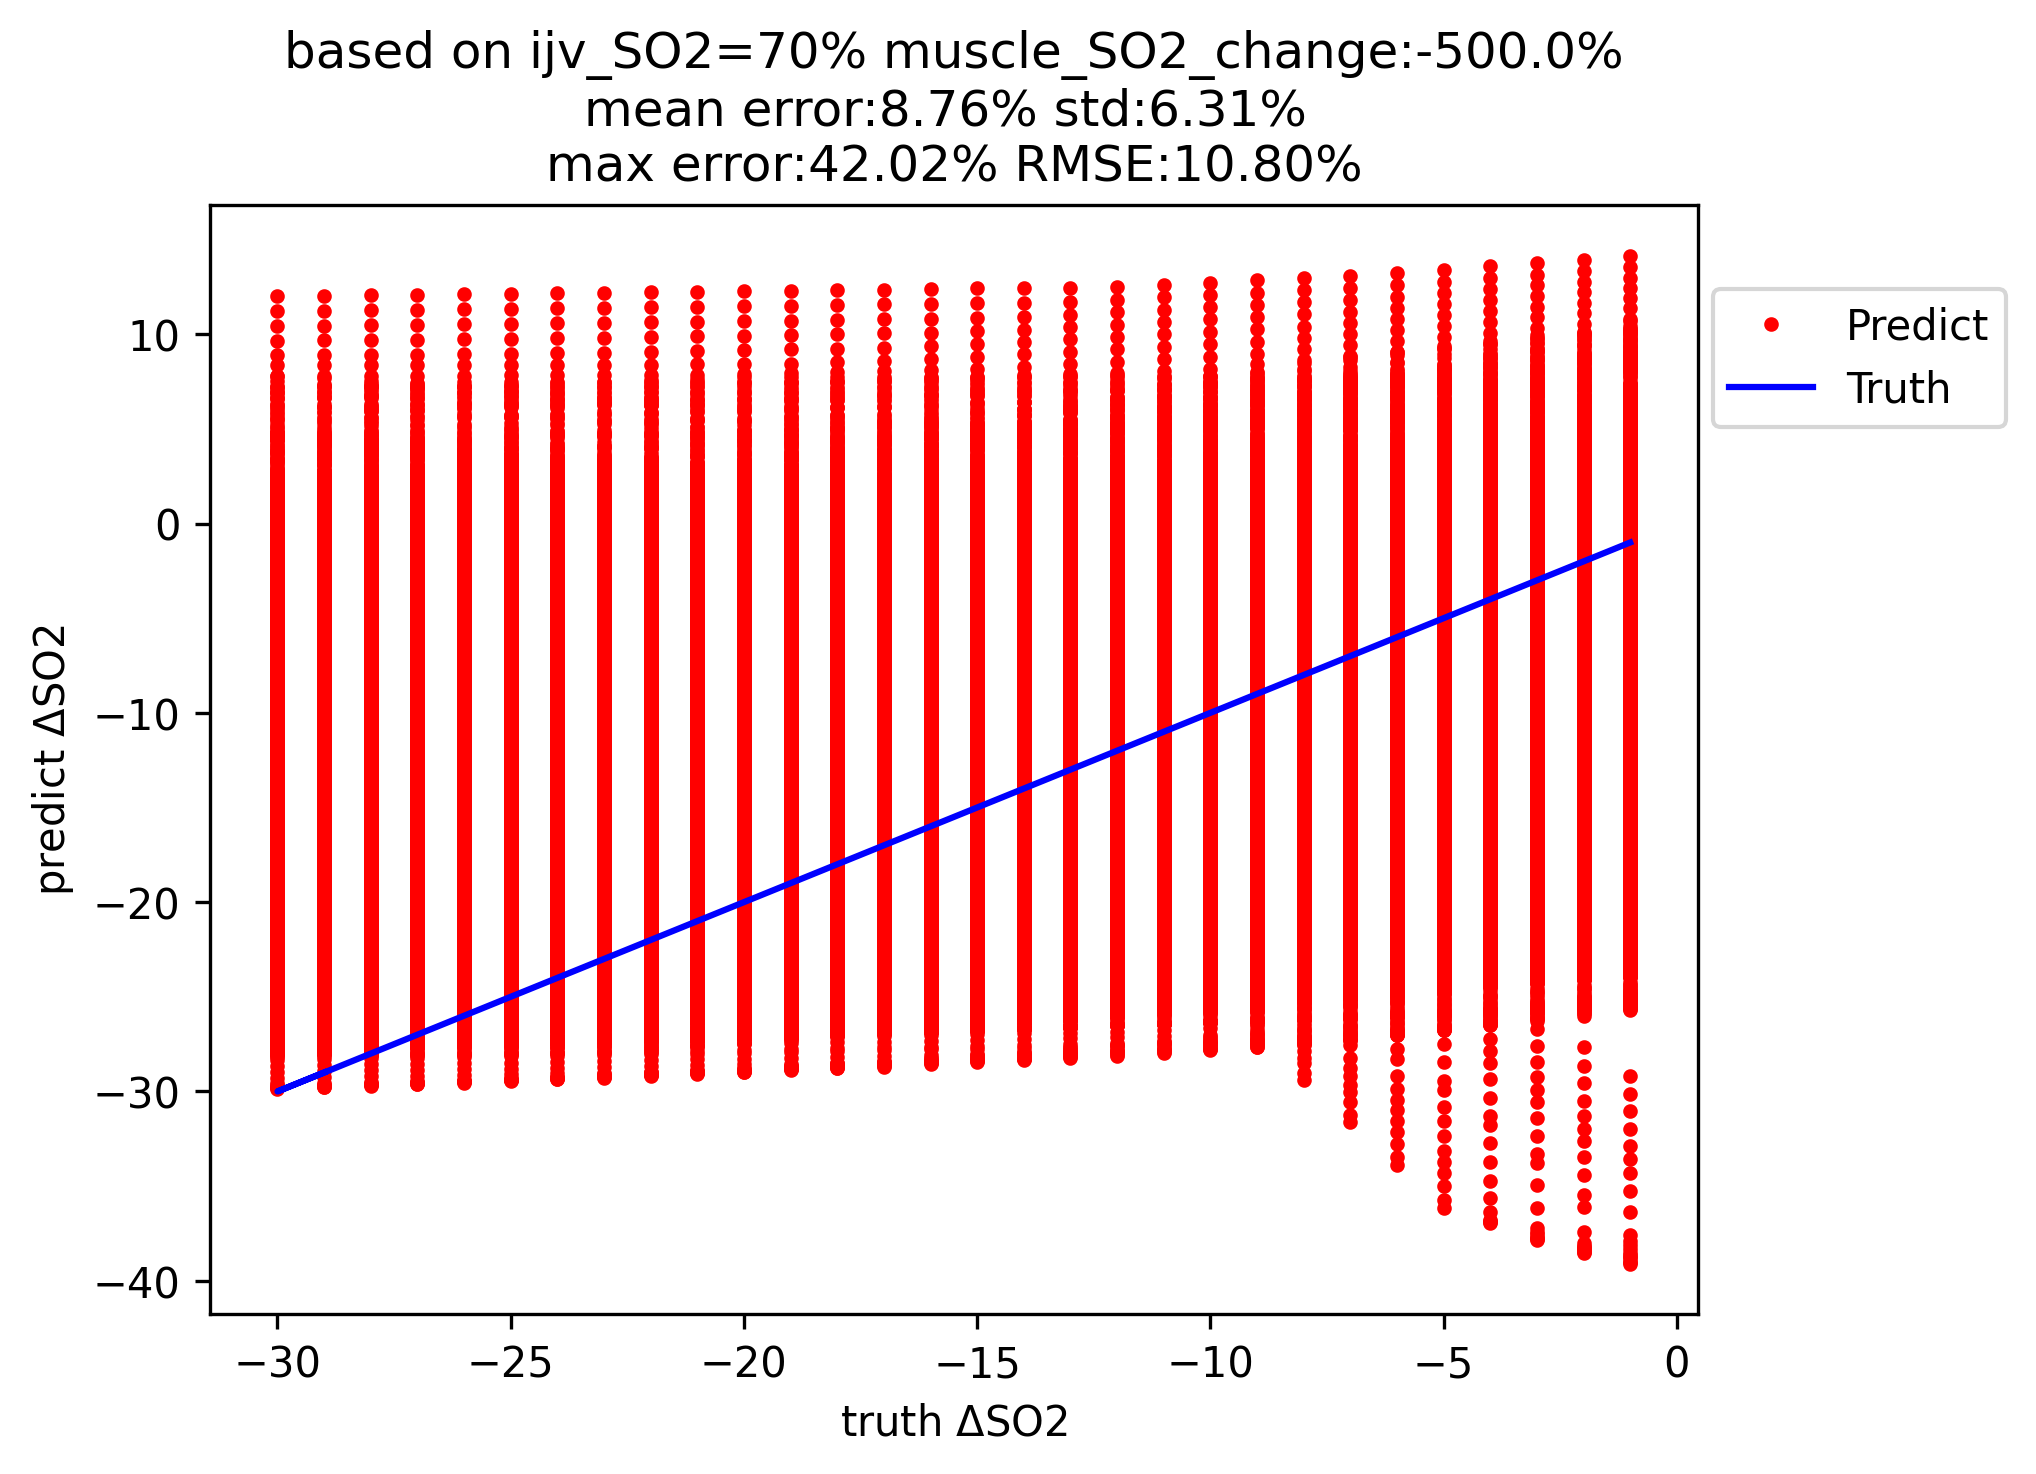 based on ijv_SO2=70% muscle_SO2_change:-500.0%
mean error:8.76% std:6.31%
max error:42.02% RMSE:10.80%
Predict
Truth
10
0
−10
−20
−30
−40
predict ΔSO2
−30
−25
−20
−15
−10
−5
0
truth ΔSO2